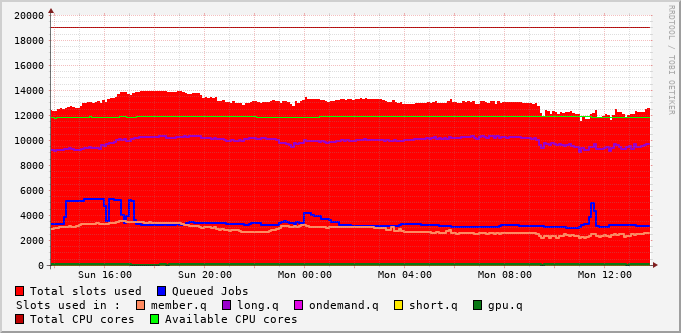 20000
18000
16000
14000
12000
10000
8000
6000
4000
2000
0
Sun 16:00 Sun 20:00 Mon 00:00 Mon 04:00 Mon 08:00 Mon 12:00
Total slots used Queued Jobs
Slots used in : member.q long.q ondemand.q short.q gpu.q
Total CPU cores Available CPU cores
RRDTOOL / TOBI OETIKER